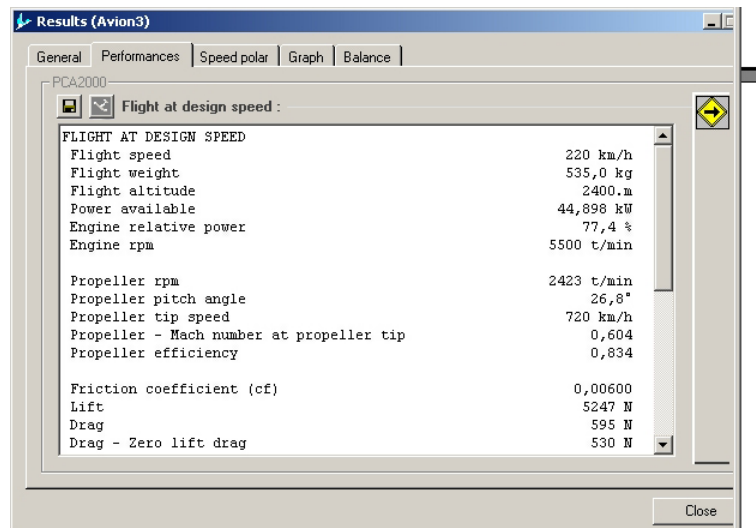 Results (Avion3)
General Performances Speed polar Graph Balance
PCA2000
Flight at design speed :
FLIGHT AT DESIGN SPEED
Flight speed 220 km/h
Flight weight 535,0 kg
Flight altitude 2400.m
Power available 44,898 kW
Engine relative power 77,4 %
Engine rpm 5500 t/min
Propeller rpm 2423 t/min
Propeller pitch angle 26,8°
Propeller tip speed 720 km/h
Propeller - Mach number at propeller tip 0,604
Propeller efficiency 0,834
Friction coefficient (cf) 0,00600
Lift 5247 N
Drag 595 N
Drag - Zero lift drag 530 N
Close